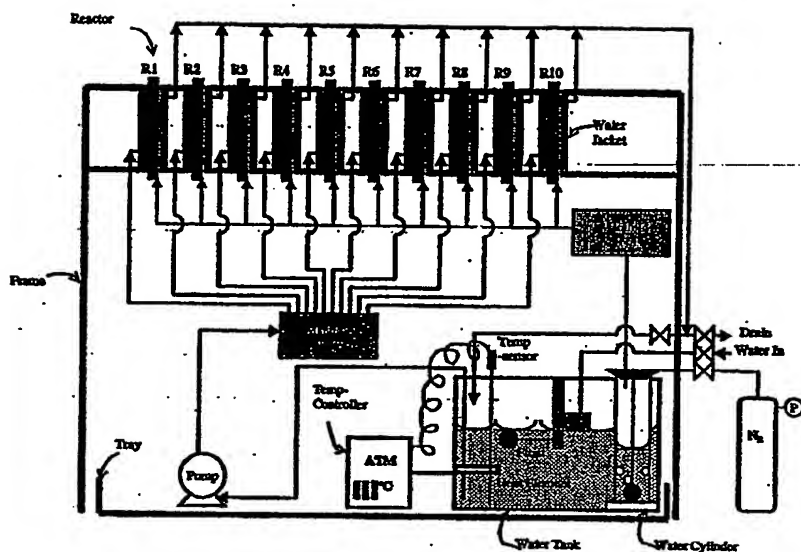 Reactor
R1 R2 R3 R4 R5 R6 R7 R8 R9 R10
Water
Jacket
Frame
Temp
-sensor
Drain
Water In
Temp-
Controller
Tray
Pump
ATM
°C
N₂
P
Water Tank
Water Cylinder